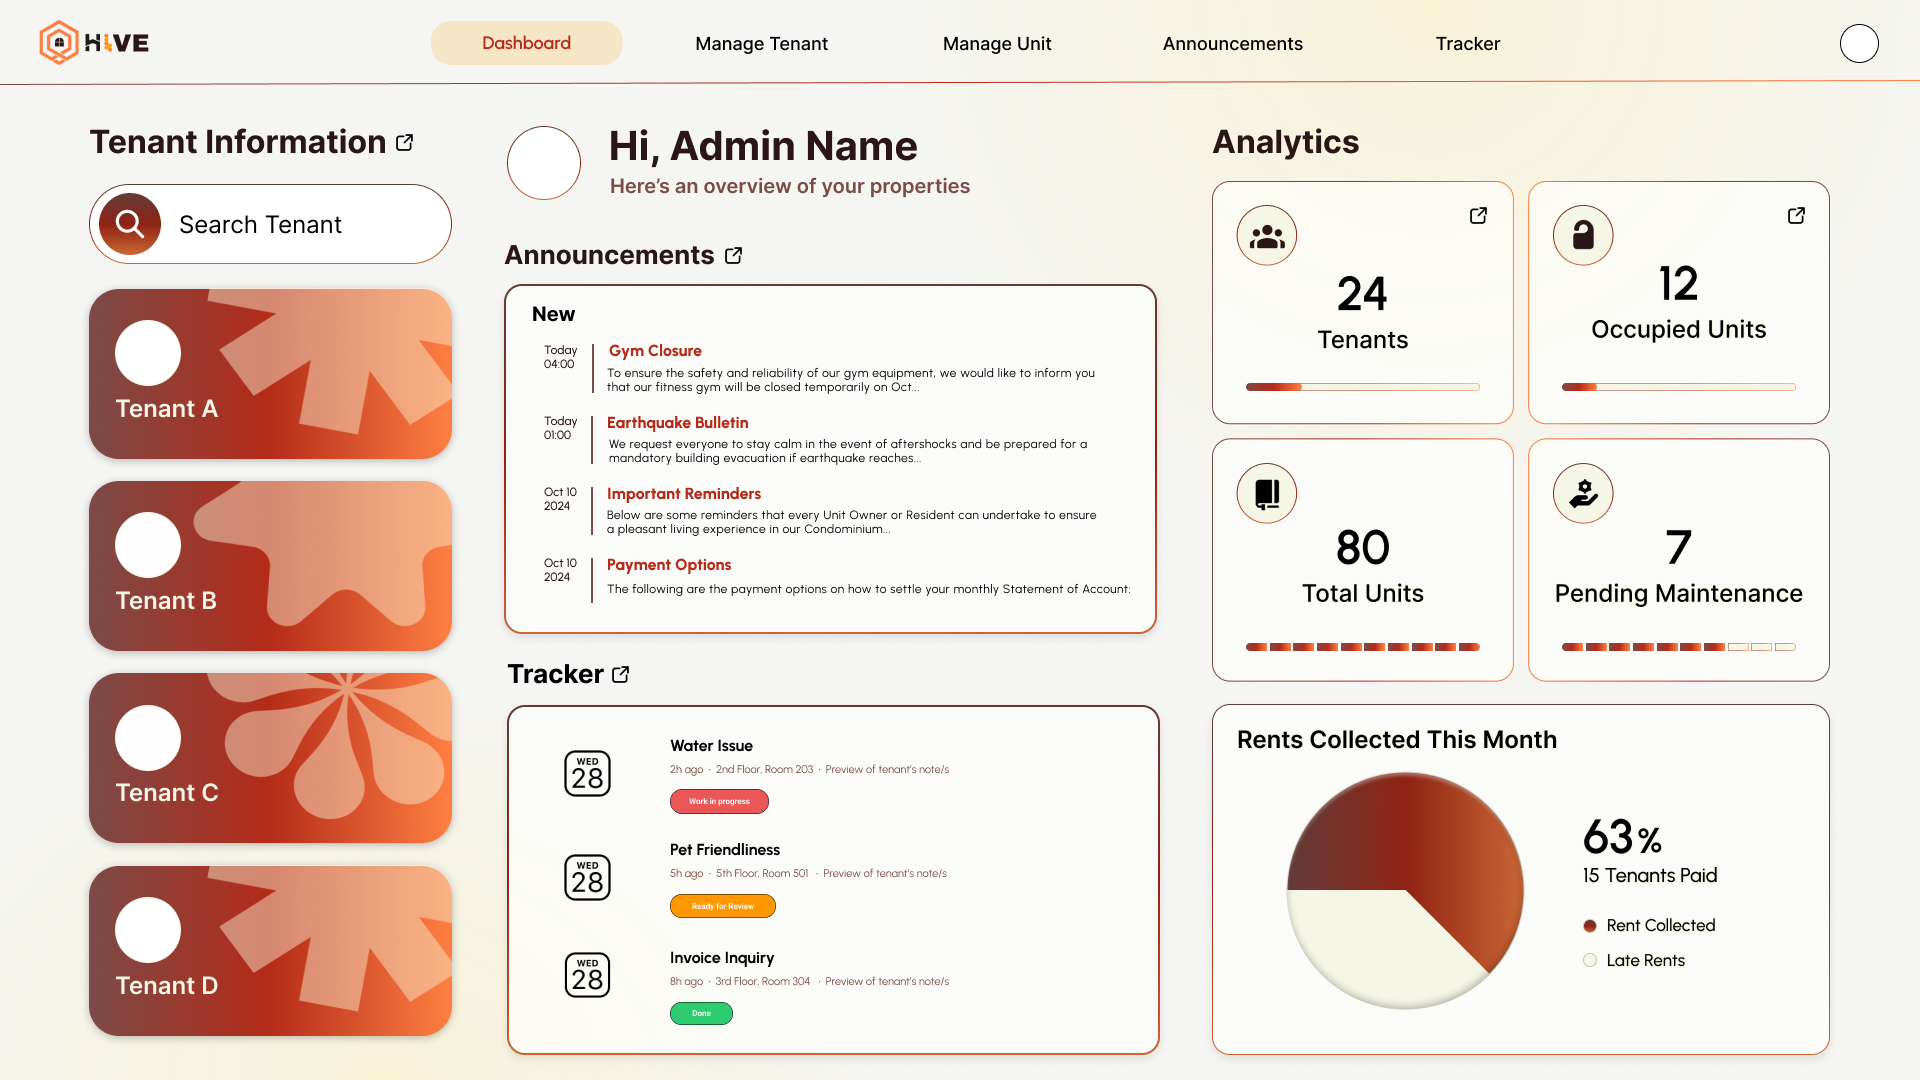 HIVE
Dashboard
Manage Tenant
Manage Unit
Announcements
Tracker
Tenant Information
Search Tenant
Tenant A
Tenant B
Tenant C
Tenant D
Hi, Admin Name
Here's an overview of your properties
Announcements
New
Today
04:00
Gym Closure
To ensure the safety and reliability of our gym equipment, we would like to inform you
that our fitness gym will be closed temporarily on Oct...
Today
01:00
Earthquake Bulletin
We request everyone to stay calm in the event of aftershocks and be prepared for a
mandatory building evacuation if earthquake reaches...
Oct 10
2024
Important Reminders
Below are some reminders that every Unit Owner or Resident can undertake to ensure
a pleasant living experience in our Condominium...
Oct 10
2024
Payment Options
The following are the payment options on how to settle your monthly Statement of Account:
Tracker
WED
28
Water Issue
2h ago · 2nd Floor, Room 203 · Preview of tenant's note/s
Work in progress
WED
28
Pet Friendliness
5h ago · 5th Floor, Room 501 · Preview of tenant's note/s
Ready for Review
WED
28
Invoice Inquiry
8h ago · 3rd Floor, Room 304 · Preview of tenant's note/s
Done
Analytics
24
Tenants
12
Occupied Units
80
Total Units
7
Pending Maintenance
Rents Collected This Month
63%
15 Tenants Paid
Rent Collected
Late Rents